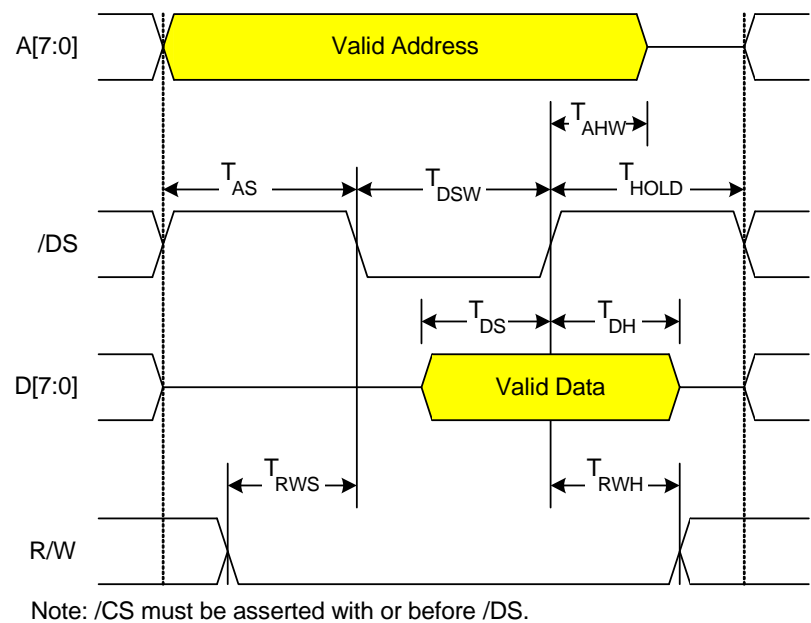 A[7:0]
Valid Address
TAHW
TAS
TDSW
THOLD
/DS
TDS
TDH
D[7:0]
Valid Data
TRWS
TRWH
R/W
Note: /CS must be asserted with or before /DS.